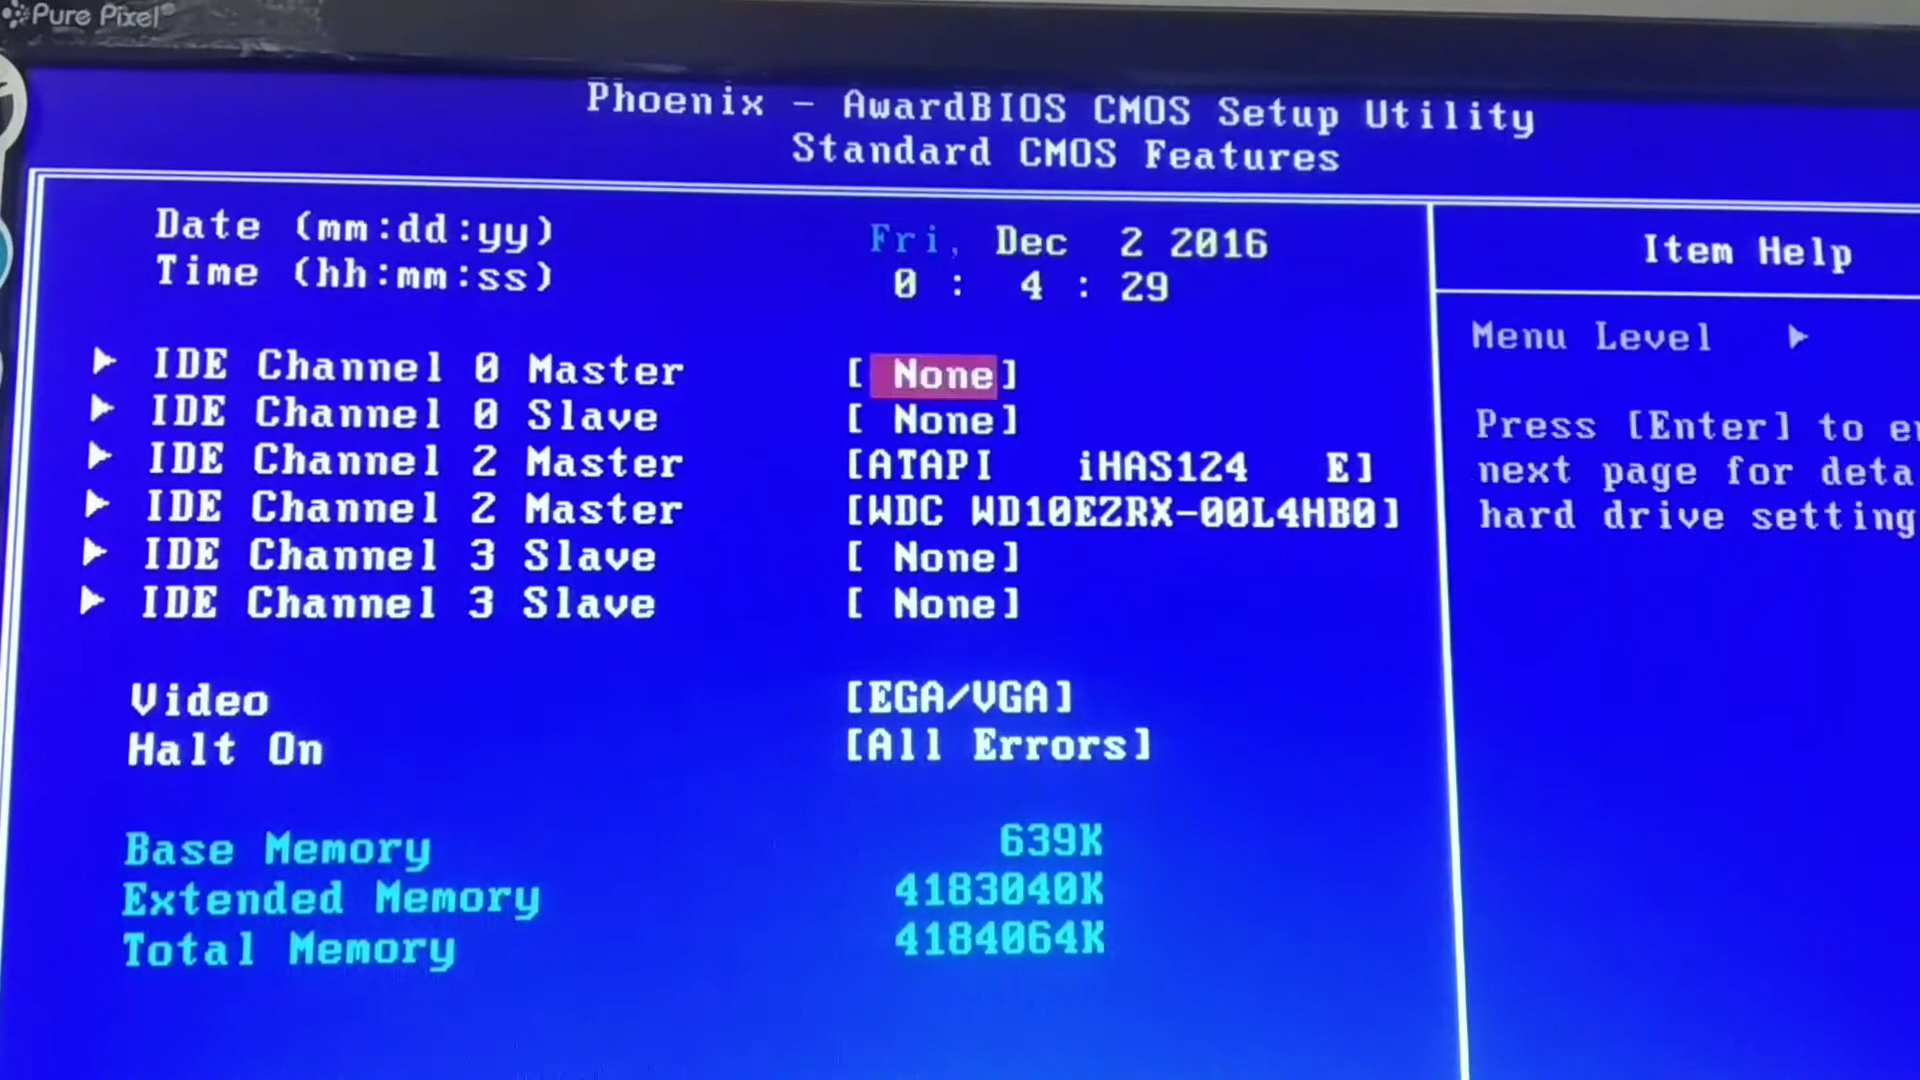 Pure Pixel
Phoenix - AwardBIOS CMOS Setup Utility
Standard CMOS Features
Date (mm:dd:yy) Fri, Dec 2 2016
Time (hh:mm:ss) 0 : 4 : 29
IDE Channel 0 Master [ None]
IDE Channel 0 Slave [ None]
IDE Channel 2 Master [ATAPI iHAS124 E]
IDE Channel 2 Master [WDC WD10EZRX-00L4HB0]
IDE Channel 3 Slave [ None]
IDE Channel 3 Slave [ None]
Video [EGA/VGA]
Halt On [All Errors]
Base Memory 639K
Extended Memory 4183040K
Total Memory 4184064K
Item Help
Menu Level
Press [Enter] to
next page for
hard drive